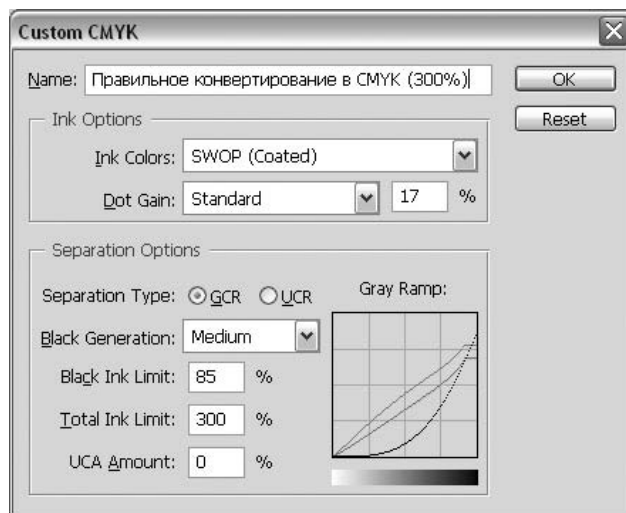 Custom CMYK
Name: Правильное конвертирование в CMYK (300%)
OK
Reset
Ink Options
Ink Colors: SWOP (Coated)
Dot Gain: Standard 17 %
Separation Options
Separation Type: GCR UCR
Gray Ramp:
Black Generation: Medium
Black Ink Limit: 85 %
Total Ink Limit: 300 %
UCA Amount: 0 %